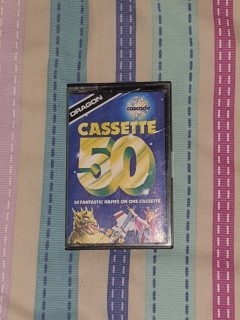 DRAGON
cascade
CASSETTE
50
50 FANTASTIC GAMES ON ONE CASSETTE